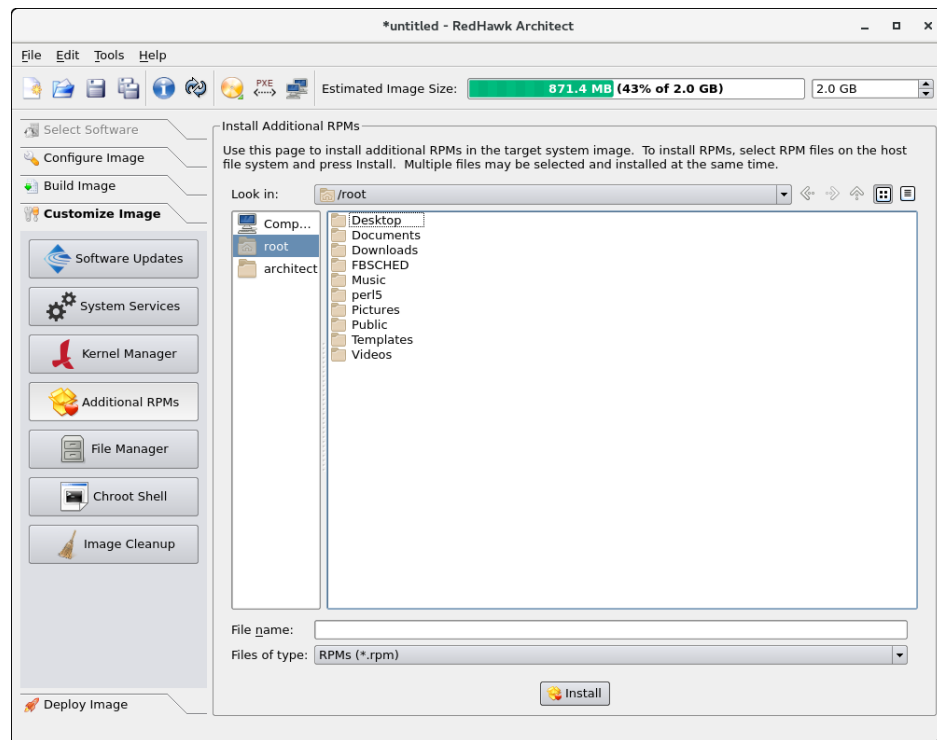 *untitled - RedHawk Architect
File Edit Tools Help
PXE
Estimated Image Size: 871.4 MB (43% of 2.0 GB) 2.0 GB
Select Software
Configure Image
Build Image
Customize Image
Software Updates
System Services
Kernel Manager
Additional RPMs
File Manager
Chroot Shell
Image Cleanup
Deploy Image
Install Additional RPMs
Use this page to install additional RPMs in the target system image. To install RPMs, select RPM files on the host
file system and press Install. Multiple files may be selected and installed at the same time.
Look in: /root
Comp...
root
architect
Desktop
Documents
Downloads
FBSCHED
Music
perl5
Pictures
Public
Templates
Videos
File name:
Files of type: RPMs (*.rpm)
Install